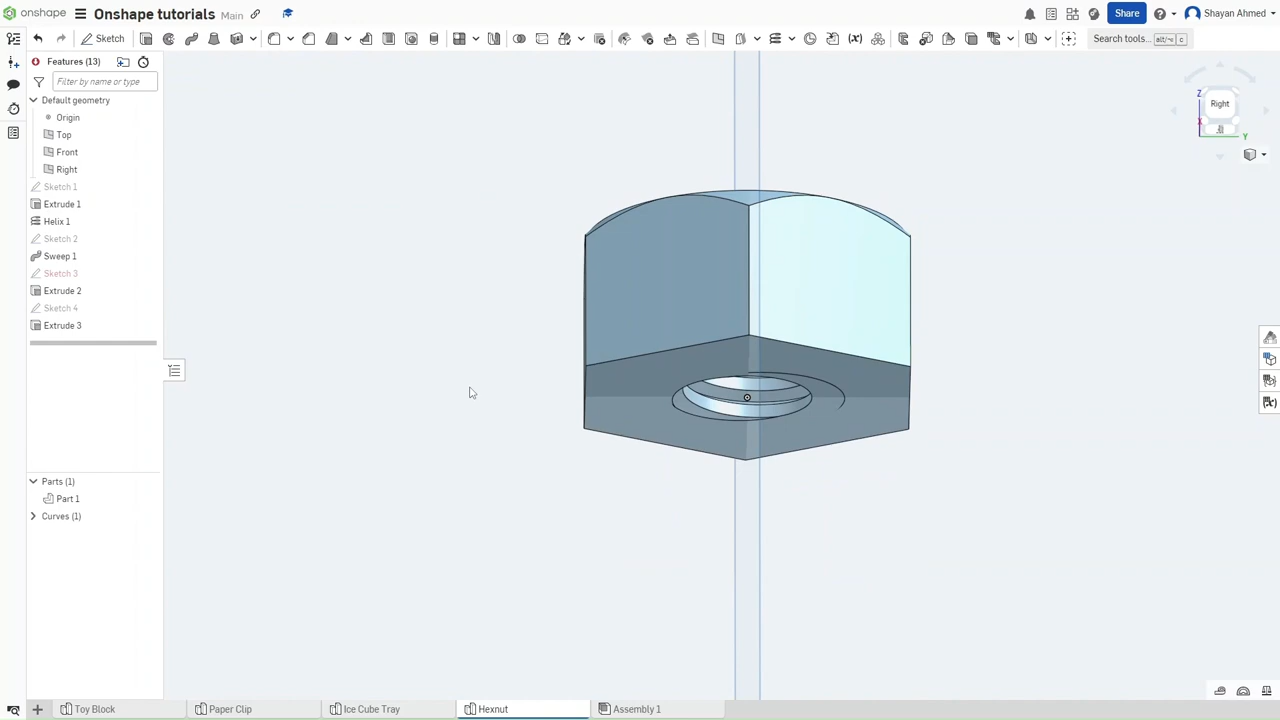 onshape Onshape tutorials Main Share Shayan Ahmed
Sketch Search tools... alt/⌥ c
Features (13)
Filter by name or type
Default geometry
Origin
Top
Front
Right
Sketch 1
Extrude 1
Helix 1
Sketch 2
Sweep 1
Sketch 3
Extrude 2
Sketch 4
Extrude 3
Parts (1)
Part 1
Curves (1)
Z
Right
X
Y
Toy Block Paper Clip Ice Cube Tray Hexnut Assembly 1